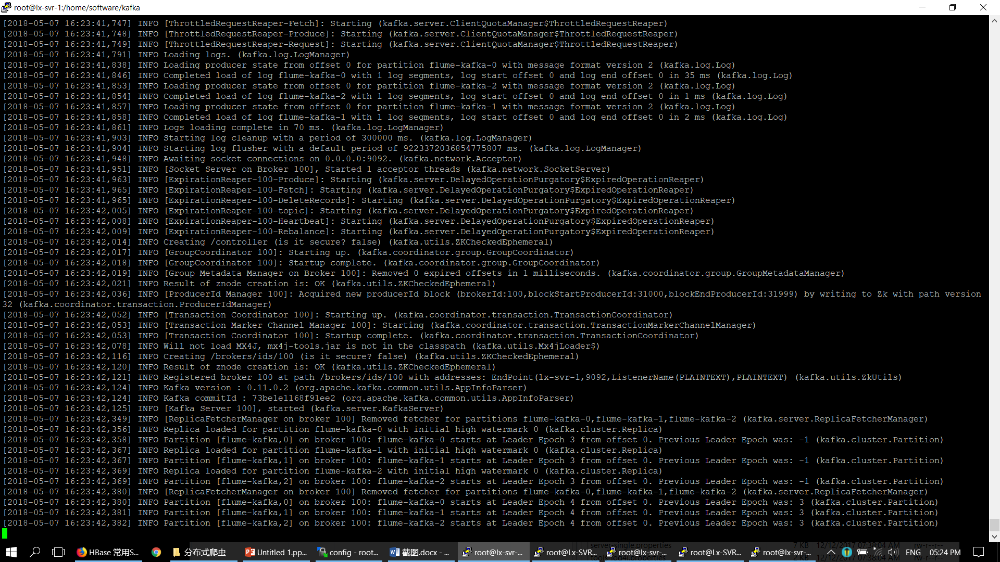 root@lx-svr-1:/home/software/kafka
[2018-05-07 16:23:41,747] INFO [ThrottledRequestReaper-Fetch]: Starting (kafka.server.ClientQuotaManager$ThrottledRequestReaper)
[2018-05-07 16:23:41,748] INFO [ThrottledRequestReaper-Produce]: Starting (kafka.server.ClientQuotaManager$ThrottledRequestReaper)
[2018-05-07 16:23:41,749] INFO [ThrottledRequestReaper-Request]: Starting (kafka.server.ClientQuotaManager$ThrottledRequestReaper)
[2018-05-07 16:23:41,791] INFO Loading logs. (kafka.log.LogManager)
[2018-05-07 16:23:41,838] INFO Loading producer state from offset 0 for partition flume-kafka-0 with message format version 2 (kafka.log.Log)
[2018-05-07 16:23:41,846] INFO Completed load of log flume-kafka-0 with 1 log segments, log start offset 0 and log end offset 0 in 35 ms (kafka.log.Log)
[2018-05-07 16:23:41,853] INFO Loading producer state from offset 0 for partition flume-kafka-2 with message format version 2 (kafka.log.Log)
[2018-05-07 16:23:41,854] INFO Completed load of log flume-kafka-2 with 1 log segments, log start offset 0 and log end offset 0 in 1 ms (kafka.log.Log)
[2018-05-07 16:23:41,857] INFO Loading producer state from offset 0 for partition flume-kafka-1 with message format version 2 (kafka.log.Log)
[2018-05-07 16:23:41,858] INFO Completed load of log flume-kafka-1 with 1 log segments, log start offset 0 and log end offset 0 in 2 ms (kafka.log.Log)
[2018-05-07 16:23:41,861] INFO Logs loading complete in 70 ms. (kafka.log.LogManager)
[2018-05-07 16:23:41,903] INFO Starting log cleanup with a period of 300000 ms. (kafka.log.LogManager)
[2018-05-07 16:23:41,904] INFO Starting log flusher with a default period of 9223372036854775807 ms. (kafka.log.LogManager)
[2018-05-07 16:23:41,948] INFO Awaiting socket connections on 0.0.0.0:9092. (kafka.network.Acceptor)
[2018-05-07 16:23:41,951] INFO [Socket Server on Broker 100], Started 1 acceptor threads (kafka.network.SocketServer)
[2018-05-07 16:23:41,963] INFO [ExpirationReaper-100-Produce]: Starting (kafka.server.DelayedOperationPurgatory$ExpiredOperationReaper)
[2018-05-07 16:23:41,965] INFO [ExpirationReaper-100-Fetch]: Starting (kafka.server.DelayedOperationPurgatory$ExpiredOperationReaper)
[2018-05-07 16:23:41,965] INFO [ExpirationReaper-100-DeleteRecords]: Starting (kafka.server.DelayedOperationPurgatory$ExpiredOperationReaper)
[2018-05-07 16:23:42,005] INFO [ExpirationReaper-100-topic]: Starting (kafka.server.DelayedOperationPurgatory$ExpiredOperationReaper)
[2018-05-07 16:23:42,008] INFO [ExpirationReaper-100-Heartbeat]: Starting (kafka.server.DelayedOperationPurgatory$ExpiredOperationReaper)
[2018-05-07 16:23:42,009] INFO [ExpirationReaper-100-Rebalance]: Starting (kafka.server.DelayedOperationPurgatory$ExpiredOperationReaper)
[2018-05-07 16:23:42,014] INFO Creating /controller (is it secure? false) (kafka.utils.ZKCheckedEphemeral)
[2018-05-07 16:23:42,017] INFO [GroupCoordinator 100]: Starting up. (kafka.coordinator.group.GroupCoordinator)
[2018-05-07 16:23:42,018] INFO [GroupCoordinator 100]: Startup complete. (kafka.coordinator.group.GroupCoordinator)
[2018-05-07 16:23:42,019] INFO [Group Metadata Manager on Broker 100]: Removed 0 expired offsets in 1 milliseconds. (kafka.coordinator.group.GroupMetadataManager)
[2018-05-07 16:23:42,021] INFO Result of znode creation is: OK (kafka.utils.ZKCheckedEphemeral)
[2018-05-07 16:23:42,036] INFO [ProducerId Manager 100]: Acquired new producerId block (brokerId:100,blockStartProducerId:31000,blockEndProducerId:31999) by writing to Zk with path version
32 (kafka.coordinator.transaction.ProducerIdManager)
[2018-05-07 16:23:42,052] INFO [Transaction Coordinator 100]: Starting up. (kafka.coordinator.transaction.TransactionCoordinator)
[2018-05-07 16:23:42,053] INFO [Transaction Marker Channel Manager 100]: Starting (kafka.coordinator.transaction.TransactionMarkerChannelManager)
[2018-05-07 16:23:42,053] INFO [Transaction Coordinator 100]: Startup complete. (kafka.coordinator.transaction.TransactionCoordinator)
[2018-05-07 16:23:42,078] INFO Will not load MX4J, mx4j-tools.jar is not in the classpath (kafka.utils.Mx4jLoader$)
[2018-05-07 16:23:42,116] INFO Creating /brokers/ids/100 (is it secure? false) (kafka.utils.ZKCheckedEphemeral)
[2018-05-07 16:23:42,120] INFO Result of znode creation is: OK (kafka.utils.ZKCheckedEphemeral)
[2018-05-07 16:23:42,121] INFO Registered broker 100 at path /brokers/ids/100 with addresses: EndPoint(lx-svr-1,9092,ListenerName(PLAINTEXT),PLAINTEXT) (kafka.utils.ZkUtils)
[2018-05-07 16:23:42,124] INFO Kafka version : 0.11.0.2 (org.apache.kafka.common.utils.AppInfoParser)
[2018-05-07 16:23:42,124] INFO Kafka commitId : 73be1e1168f91ee2 (org.apache.kafka.common.utils.AppInfoParser)
[2018-05-07 16:23:42,125] INFO [Kafka Server 100], started (kafka.server.KafkaServer)
[2018-05-07 16:23:42,349] INFO [ReplicaFetcherManager on broker 100] Removed fetcher for partitions flume-kafka-0,flume-kafka-1,flume-kafka-2 (kafka.server.ReplicaFetcherManager)
[2018-05-07 16:23:42,356] INFO Replica loaded for partition flume-kafka-0 with initial high watermark 0 (kafka.cluster.Replica)
[2018-05-07 16:23:42,358] INFO Partition [flume-kafka,0] on broker 100: flume-kafka-0 starts at Leader Epoch 3 from offset 0. Previous Leader Epoch was: -1 (kafka.cluster.Partition)
[2018-05-07 16:23:42,367] INFO Replica loaded for partition flume-kafka-1 with initial high watermark 0 (kafka.cluster.Replica)
[2018-05-07 16:23:42,367] INFO Partition [flume-kafka,1] on broker 100: flume-kafka-1 starts at Leader Epoch 3 from offset 0. Previous Leader Epoch was: -1 (kafka.cluster.Partition)
[2018-05-07 16:23:42,369] INFO Replica loaded for partition flume-kafka-2 with initial high watermark 0 (kafka.cluster.Replica)
[2018-05-07 16:23:42,369] INFO Partition [flume-kafka,2] on broker 100: flume-kafka-2 starts at Leader Epoch 3 from offset 0. Previous Leader Epoch was: -1 (kafka.cluster.Partition)
[2018-05-07 16:23:42,380] INFO [ReplicaFetcherManager on broker 100] Removed fetcher for partitions flume-kafka-0,flume-kafka-1,flume-kafka-2 (kafka.server.ReplicaFetcherManager)
[2018-05-07 16:23:42,380] INFO Partition [flume-kafka,0] on broker 100: flume-kafka-0 starts at Leader Epoch 4 from offset 0. Previous Leader Epoch was: 3 (kafka.cluster.Partition)
[2018-05-07 16:23:42,381] INFO Partition [flume-kafka,1] on broker 100: flume-kafka-1 starts at Leader Epoch 4 from offset 0. Previous Leader Epoch was: 3 (kafka.cluster.Partition)
[2018-05-07 16:23:42,382] INFO Partition [flume-kafka,2] on broker 100: flume-kafka-2 starts at Leader Epoch 4 from offset 0. Previous Leader Epoch was: 3 (kafka.cluster.Partition)
HBase 常用S... 分布式爬虫 Untitled 1.pp... config - root... 截图.docx - ... root@lx-svr-... root@Lx-SVR... root@lx-svr-... root@Lx-SVR... root@lx-svr-... ENG 05:24 PM